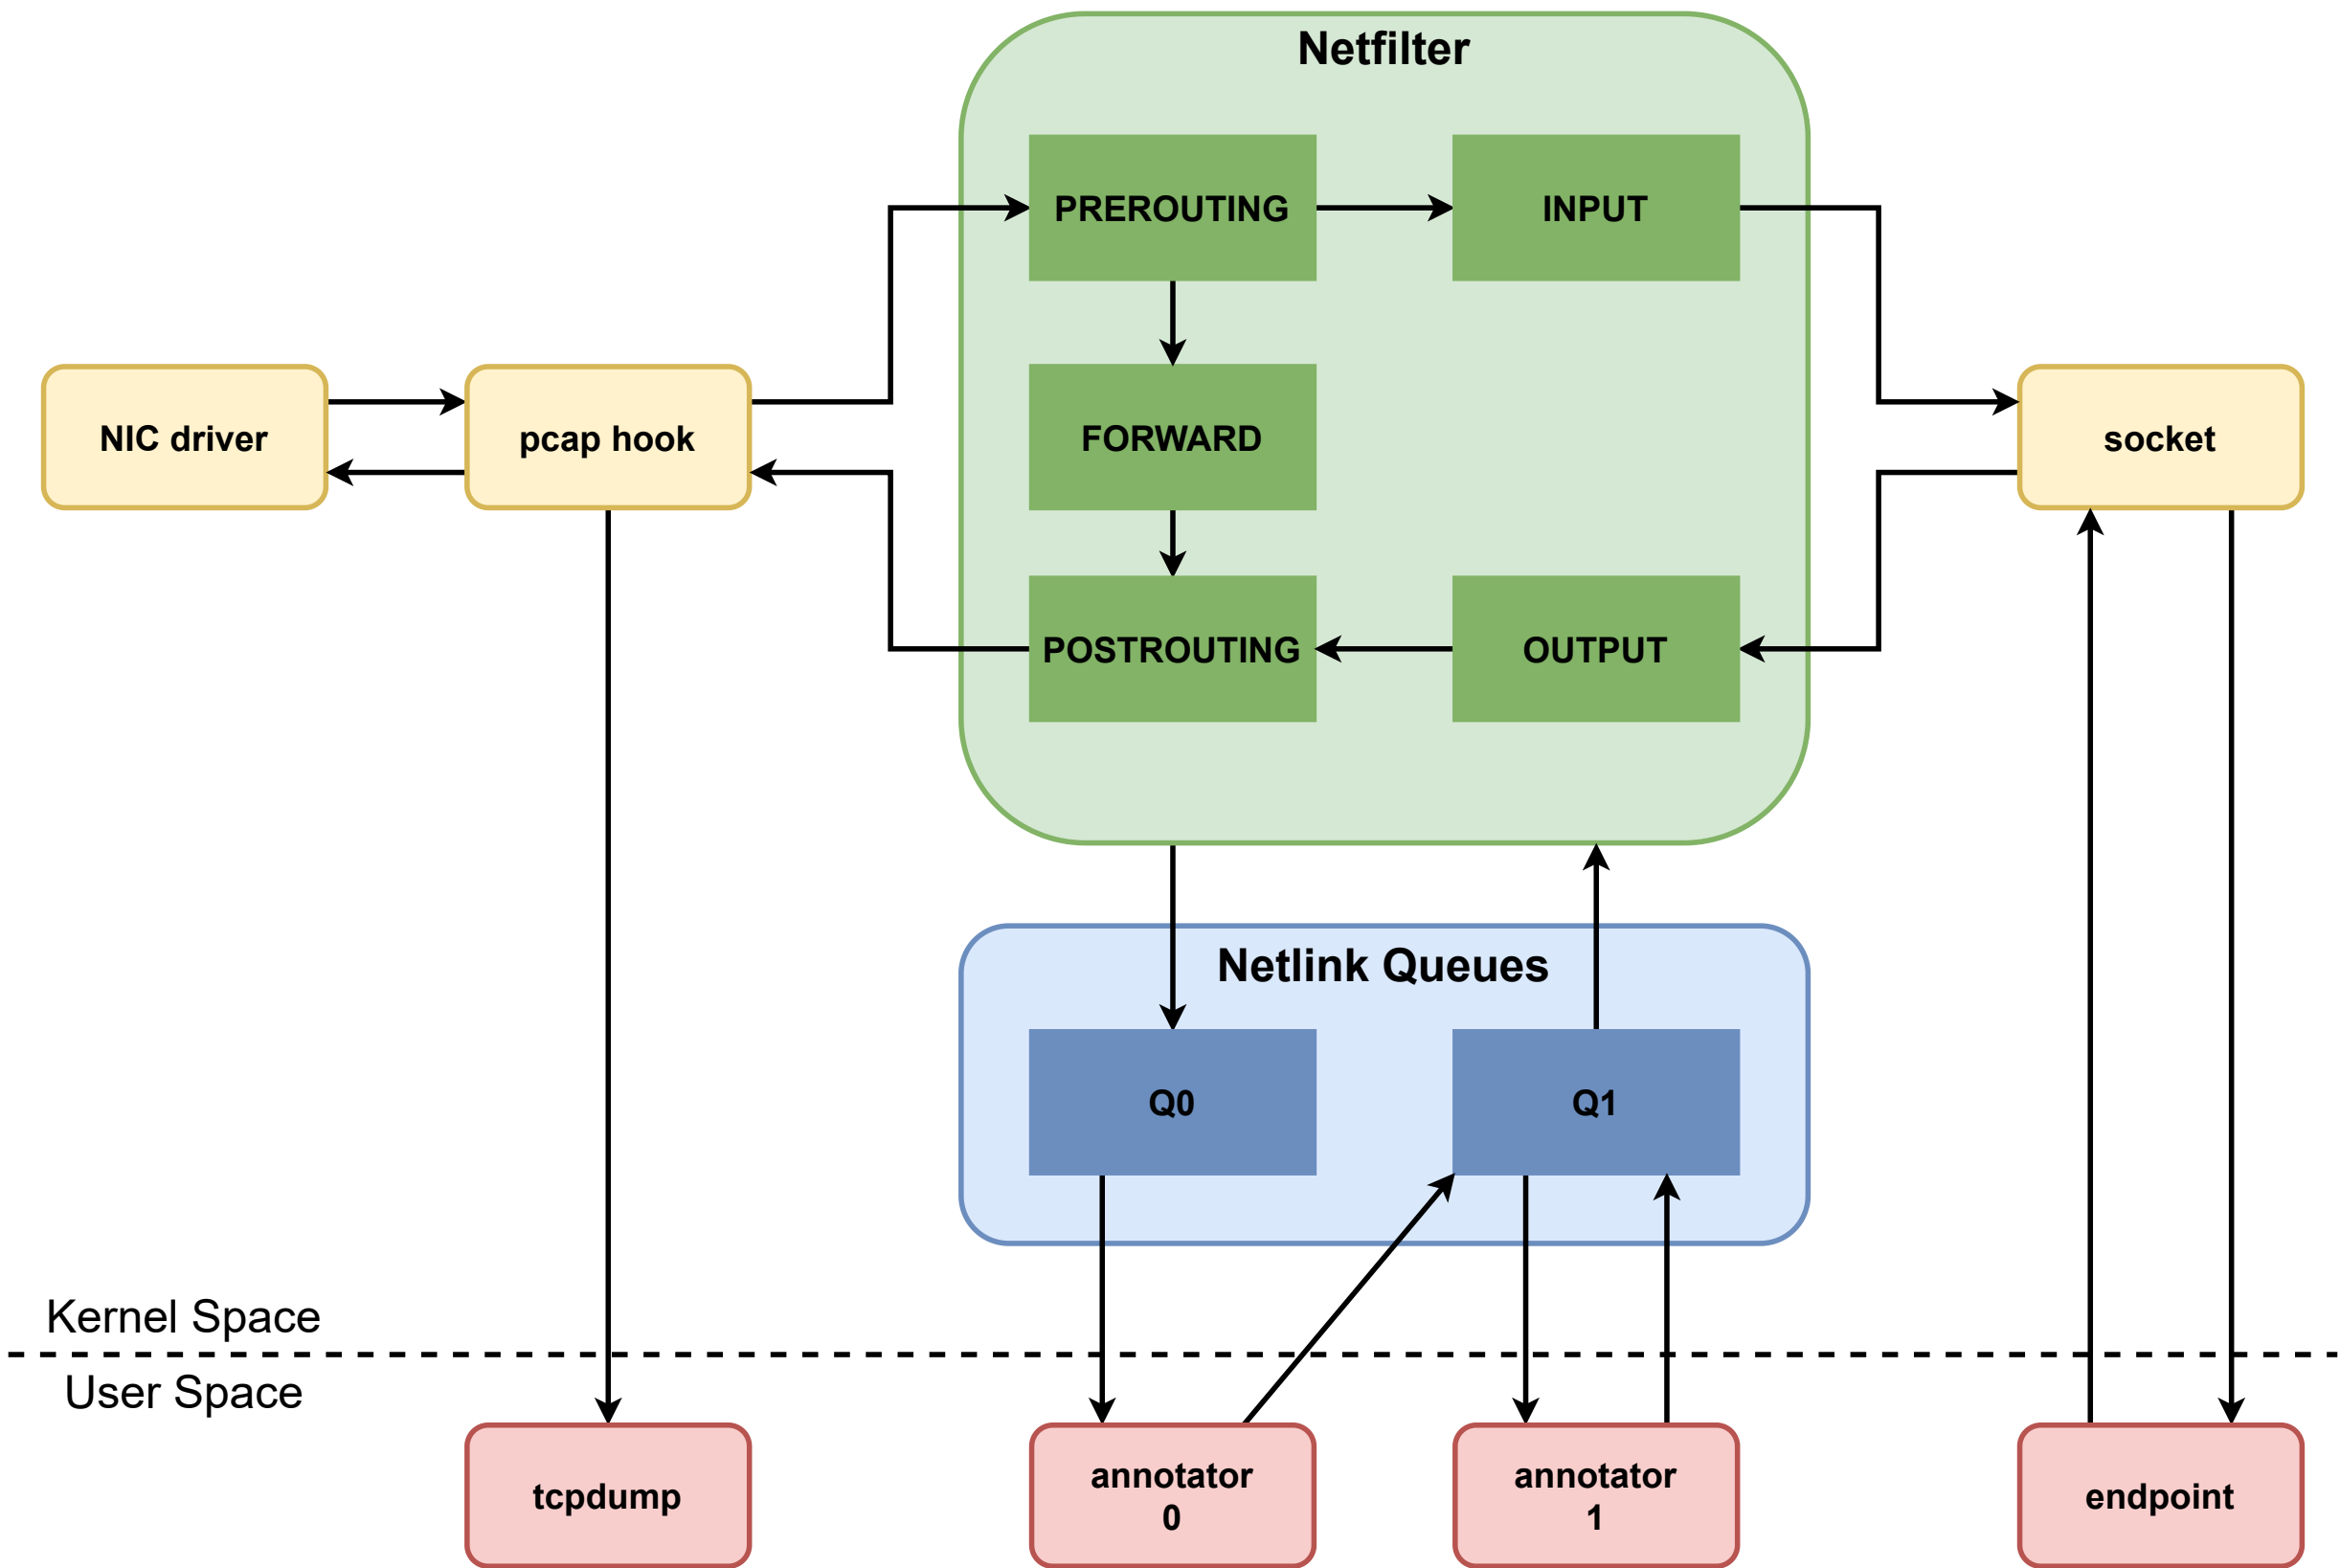 Netfilter
PREROUTING
INPUT
NIC driver
pcap hook
FORWARD
socket
POSTROUTING
OUTPUT
Netlink Queues
Q0
Q1
Kernel Space
User Space
tcpdump
annotator
0
annotator
1
endpoint